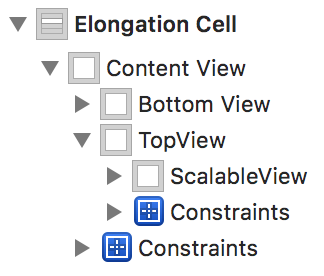 Elongation Cell
Content View
Bottom View
TopView
ScalableView
Constraints
Constraints